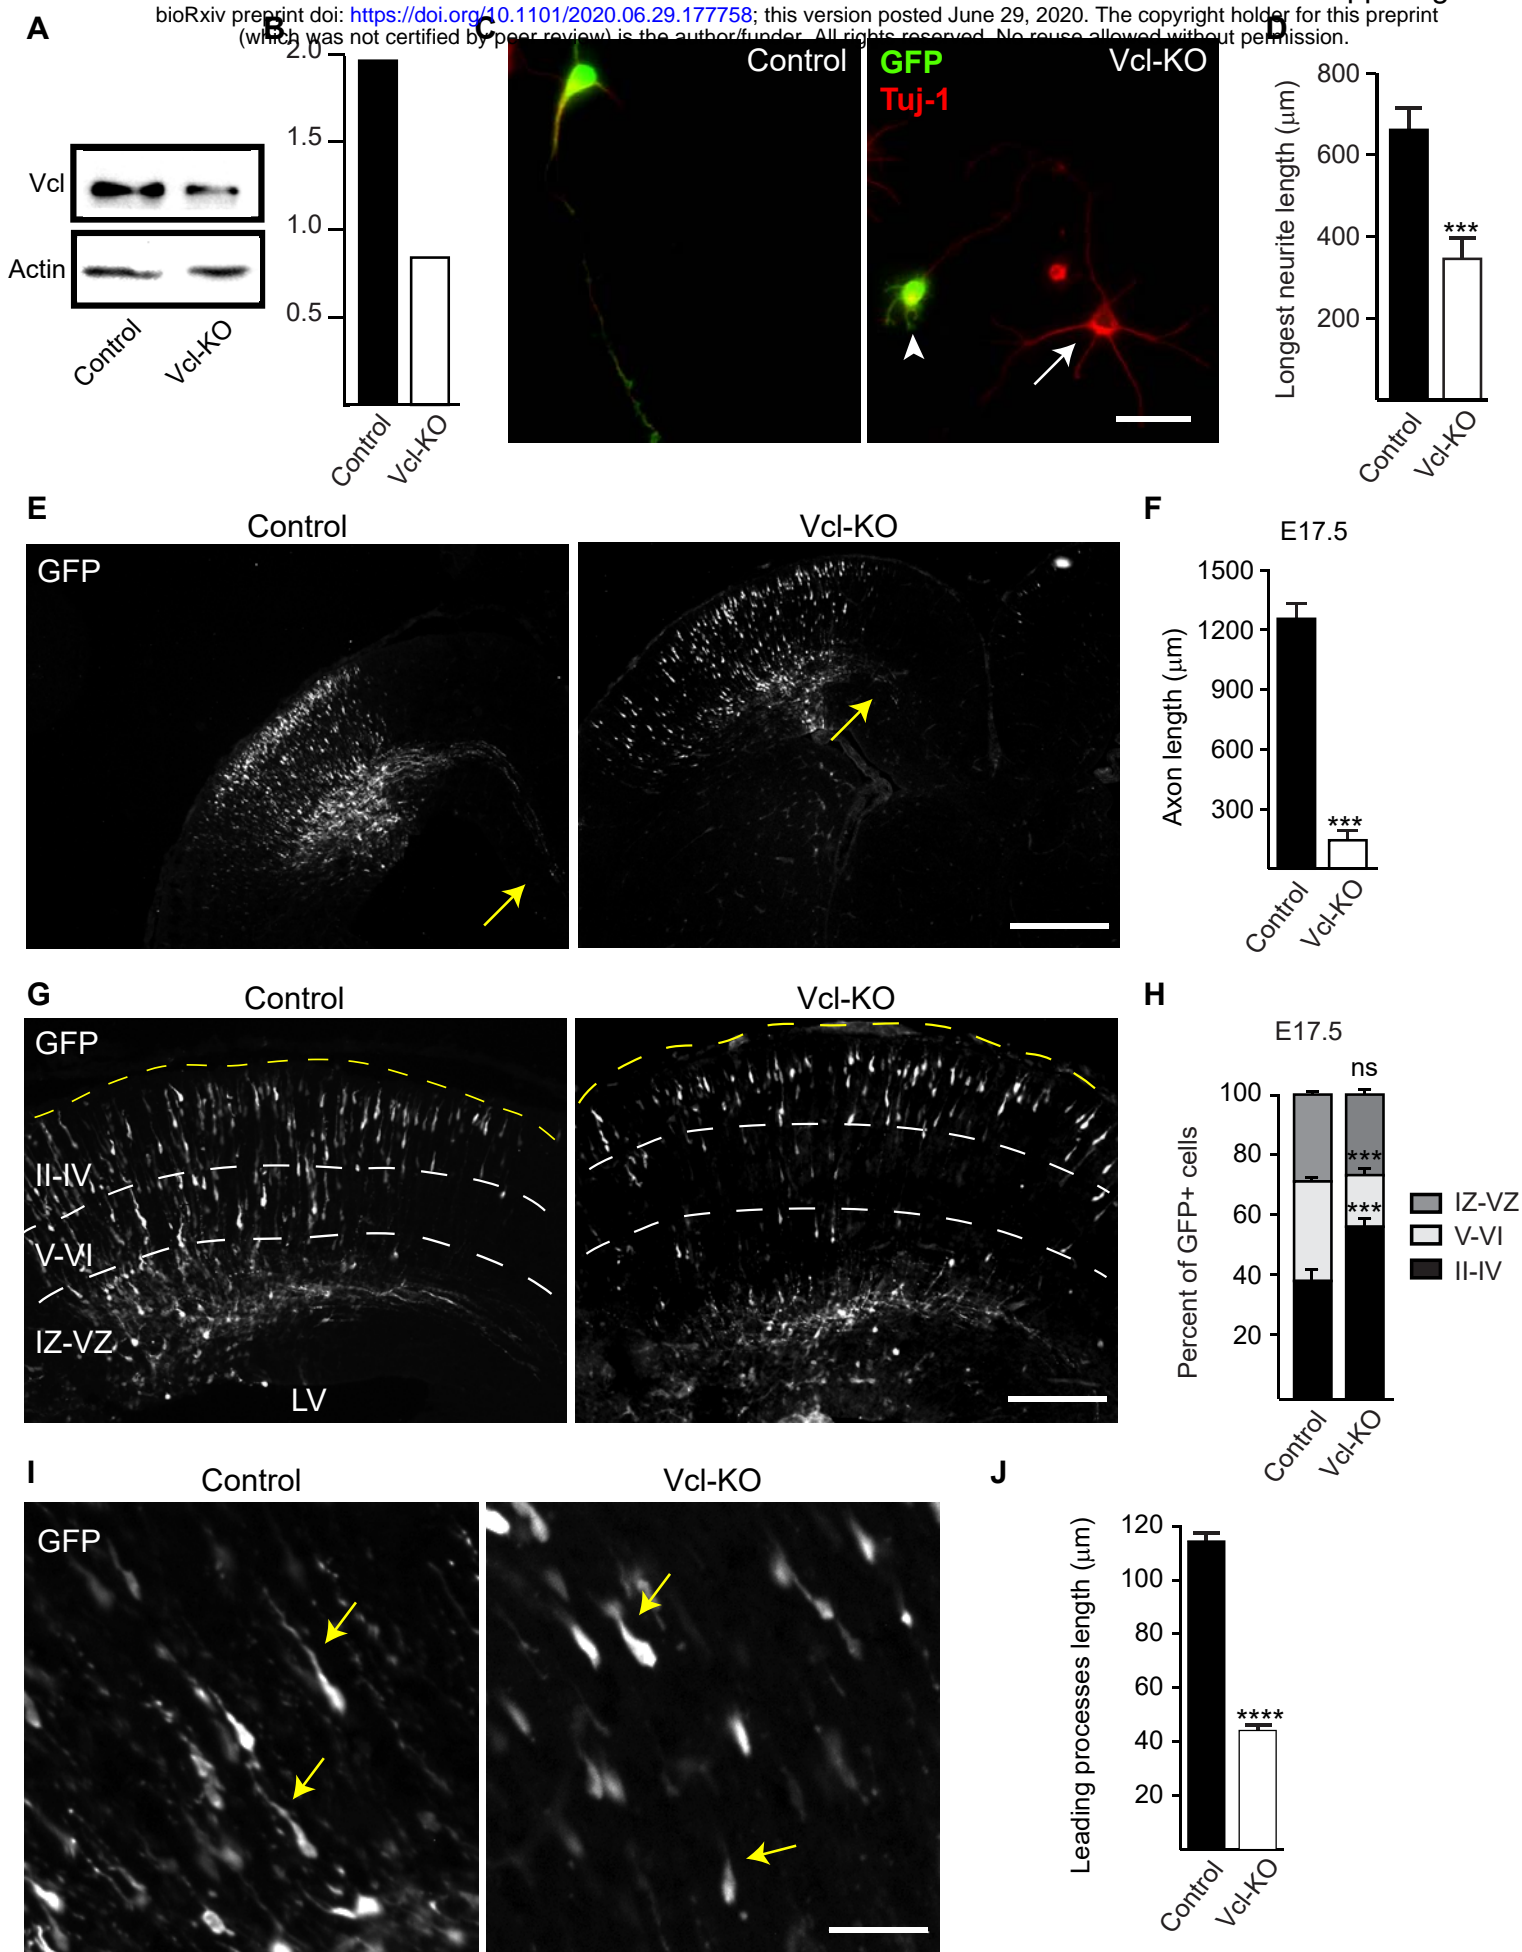 bioRxiv preprint doi: https://doi.org/10.1101/2020.06.29.177758; this version posted June 29, 2020. The copyright holder for this preprint
(which was not certified by peer review) is the author/funder. All rights reserved. No reuse allowed without permission.
A
Vcl
Actin
Control
Vcl-KO
B
2.0
1.5
1.0
0.5
Control
Vcl-KO
C
Control
GFP
Tuj-1
Vcl-KO
D
Longest neurite length (μm)
800
600
400
200
***
Control
Vcl-KO
E
Control
Vcl-KO
GFP
F
E17.5
Axon length (μm)
1500
1200
900
600
300
***
Control
Vcl-KO
G
Control
Vcl-KO
GFP
II-IV
V-VI
IZ-VZ
LV
H
E17.5
ns
Percent of GFP+ cells
100
80
60
40
20
***
***
Control
Vcl-KO
IZ-VZ
V-VI
II-IV
I
Control
Vcl-KO
GFP
J
Leading processes length (μm)
120
100
80
60
40
20
****
Control
Vcl-KO